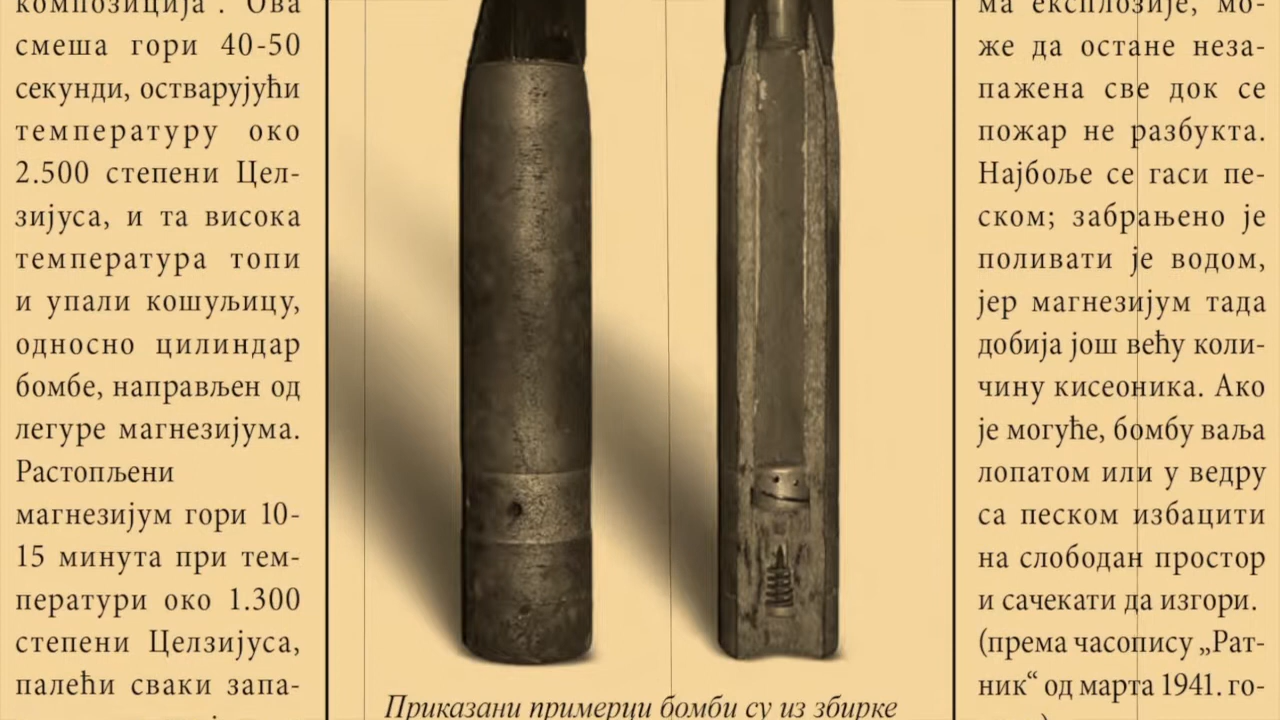 композиција“. Ова
смеша гори 40-50
секунди, остварујући
температуру око
2.500 степени Цел-
зијуса, и та висока
температура топи
и упали кошуљицу,
односно цилиндар
бомбе, направљен од
легуре магнезијума.
Растопљени
магнезијум гори 10-
15 минута при тем-
ператури око 1.300
степени Целзијуса,
палећи сваки запа-
Приказани примерци бомби су из збирке
ма експлозије, мо-
же да остане неза-
пажена све док се
пожар не разбукта.
Најбоље се гаси пе-
ском; забрањено је
поливати је водом,
јер магнезијум тада
добија још већу коли-
чину кисеоника. Ако
је могуће, бомбу ваља
лопатом или у ведру
са песком избацити
на слободан простор
и сачекати да изгори.
(према часопису „Рат-
ник“ од марта 1941. го-